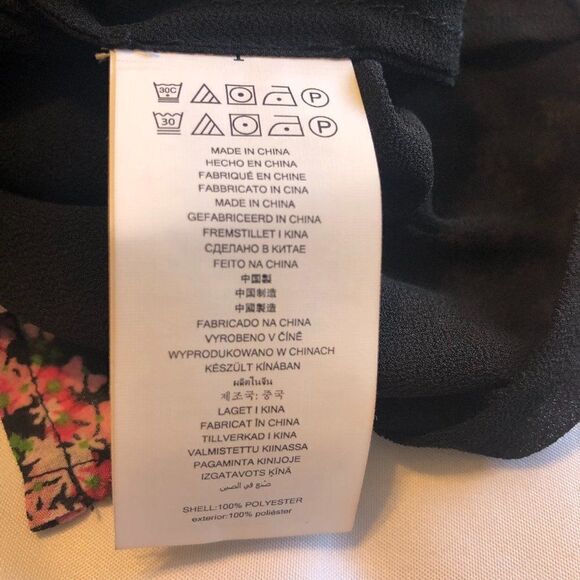 30C P
30 P
MADE IN CHINA
HECHO EN CHINA
FABRIQUÉ EN CHINE
FABBRICATO IN CINA
MADE IN CHINA
GEFABRICEERD IN CHINA
FREMSTILLET I KINA
СДЕЛАНО В КИТАЕ
FEITO NA CHINA
中国製
中国制造
中國製造
FABRICADO NA CHINA
VYROBENO V ČÍNĚ
WYPRODUKOWANO W CHINACH
KÉSZÜLT KÍNÁBAN
ผลิตในจีน
제조국: 중국
LAGET I KINA
FABRICAT ÎN CHINA
TILLVERKAD I KINA
VALMISTETTU KIINASSA
PAGAMINTA KINIJOJE
IZGATAVOTS ĶĪNĀ
صنع في الصين
SHELL:100% POLYESTER
exterior:100% poliéster